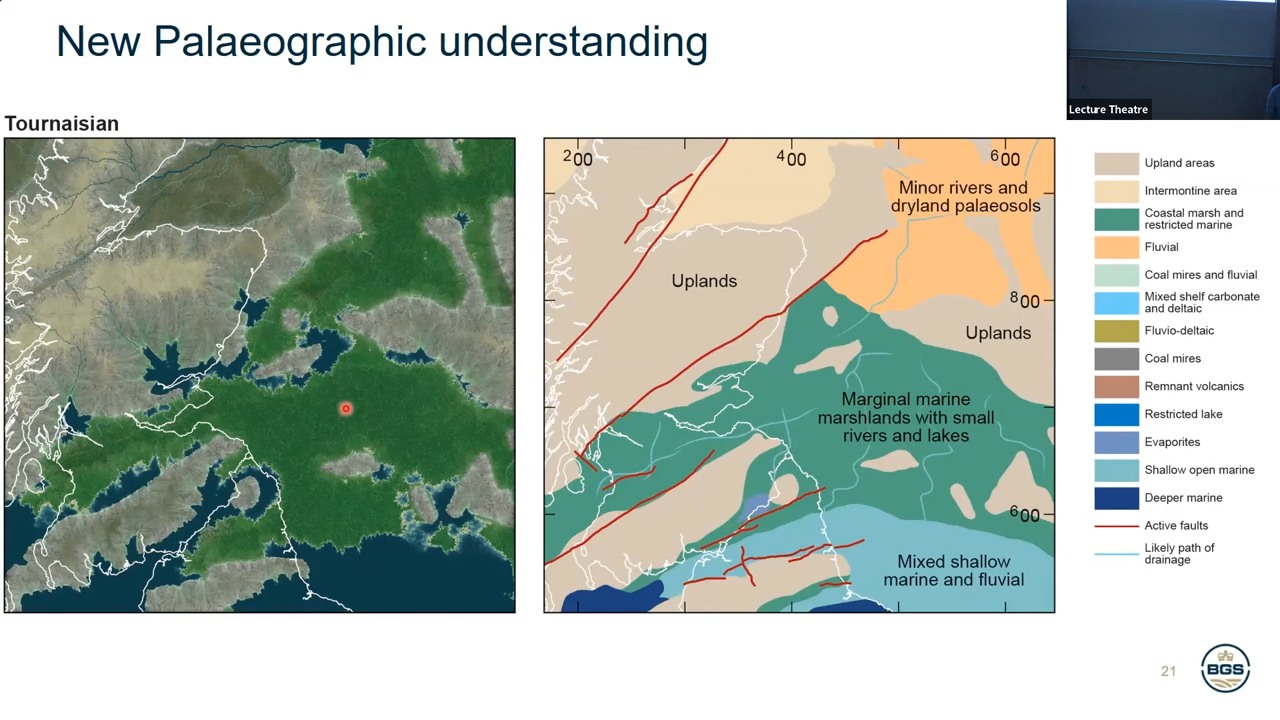 New Palaeographic understanding
Lecture Theatre
Tournaisian
200
400
600
Minor rivers and
dryland palaeosols
Uplands
800
Uplands
Marginal marine
marshlands with small
rivers and lakes
600
Mixed shallow
marine and fluvial
Upland areas
Intermontine area
Coastal marsh and
restricted marine
Fluvial
Coal mires and fluvial
Mixed shelf carbonate
and deltaic
Fluvio-deltaic
Coal mires
Remnant volcanics
Restricted lake
Evaporites
Shallow open marine
Deeper marine
Active faults
Likely path of
drainage
21
BGS